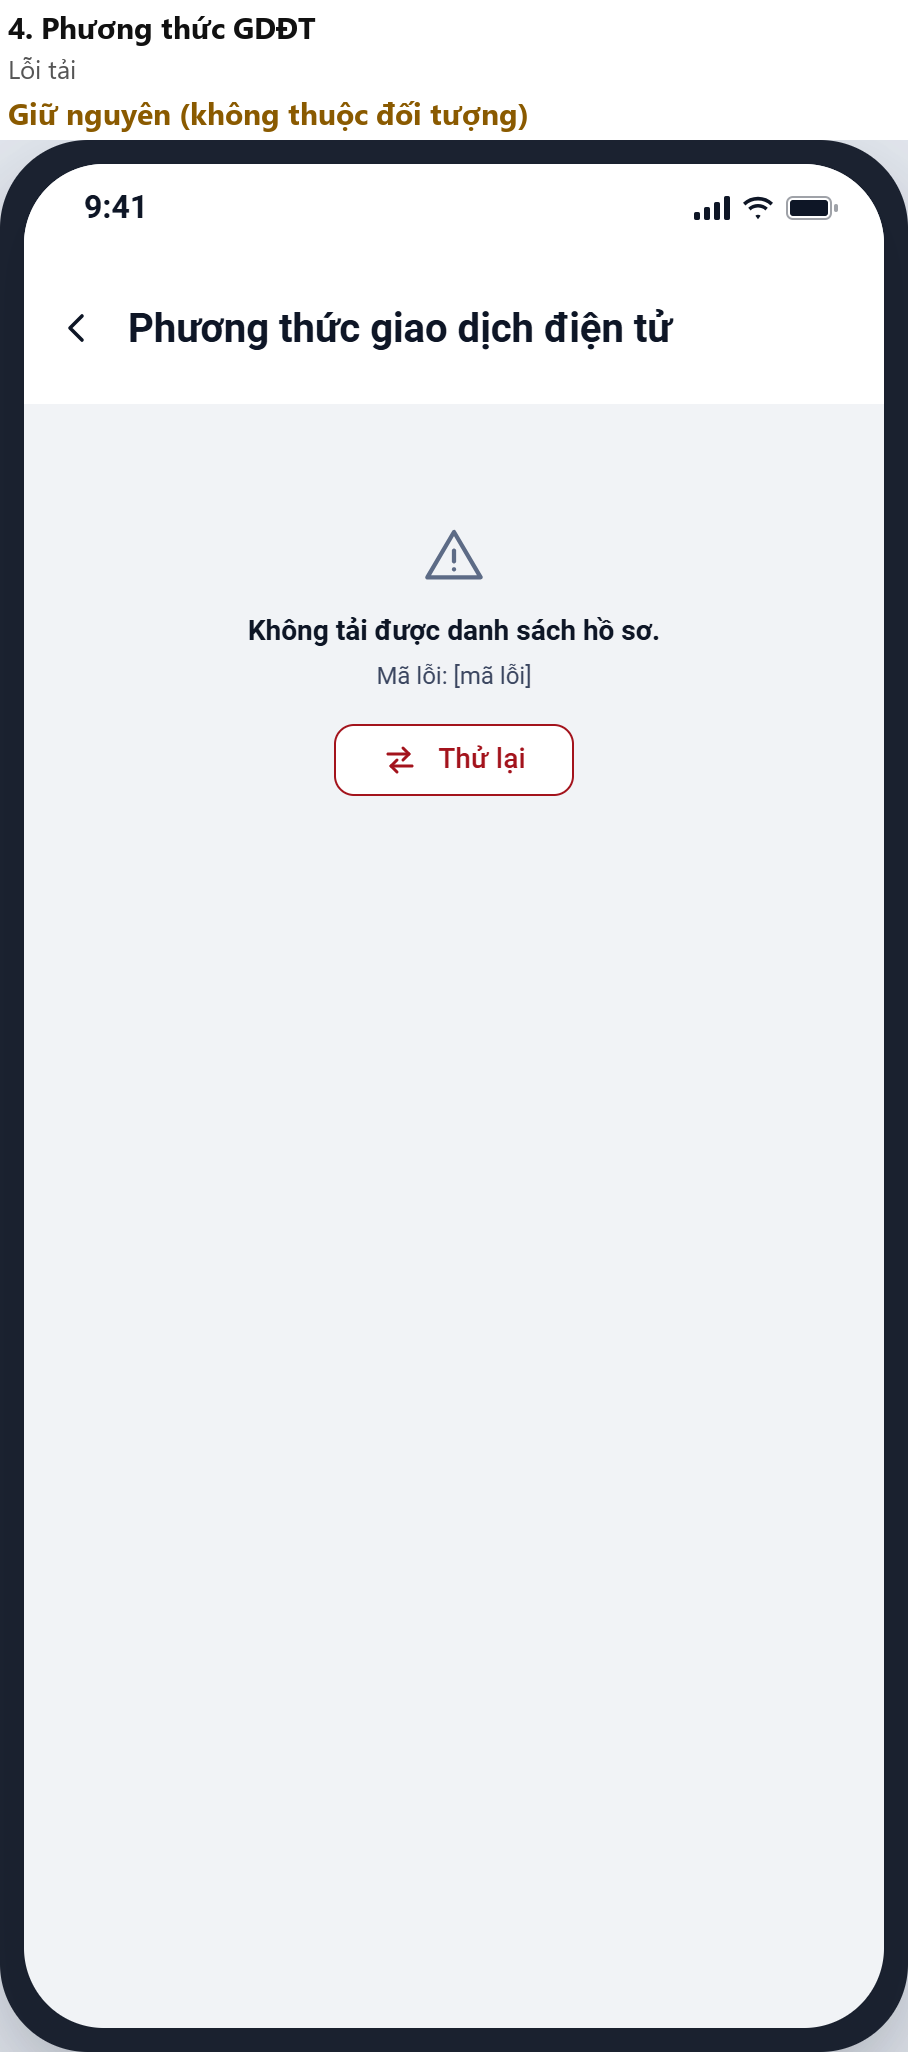 4. Phương thức GDĐT
Lỗi tải
Giữ nguyên (không thuộc đối tượng)
9:41
Phương thức giao dịch điện tử
Không tải được danh sách hồ sơ.
Mã lỗi: [mã lỗi]
Thử lại